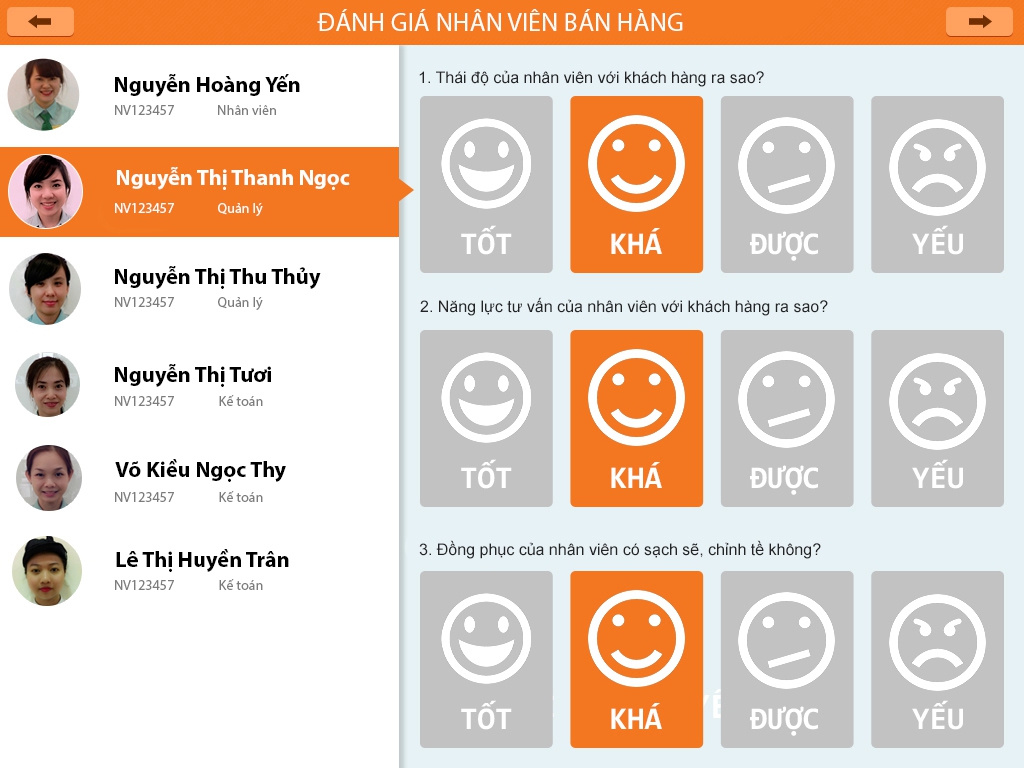 ĐÁNH GIÁ NHÂN VIÊN BÁN HÀNG
Nguyễn Hoàng Yến
NV123457 Nhân viên
Nguyễn Thị Thanh Ngọc
NV123457 Quản lý
Nguyễn Thị Thu Thủy
NV123457 Quản lý
Nguyễn Thị Tươi
NV123457 Kế toán
Võ Kiều Ngọc Thy
NV123457 Kế toán
Lê Thị Huyền Trân
NV123457 Kế toán
1. Thái độ của nhân viên với khách hàng ra sao?
TỐT KHÁ ĐƯỢC YẾU
2. Năng lực tư vấn của nhân viên với khách hàng ra sao?
TỐT KHÁ ĐƯỢC YẾU
3. Đồng phục của nhân viên có sạch sẽ, chỉnh tề không?
TỐT KHÁ ĐƯỢC YẾU